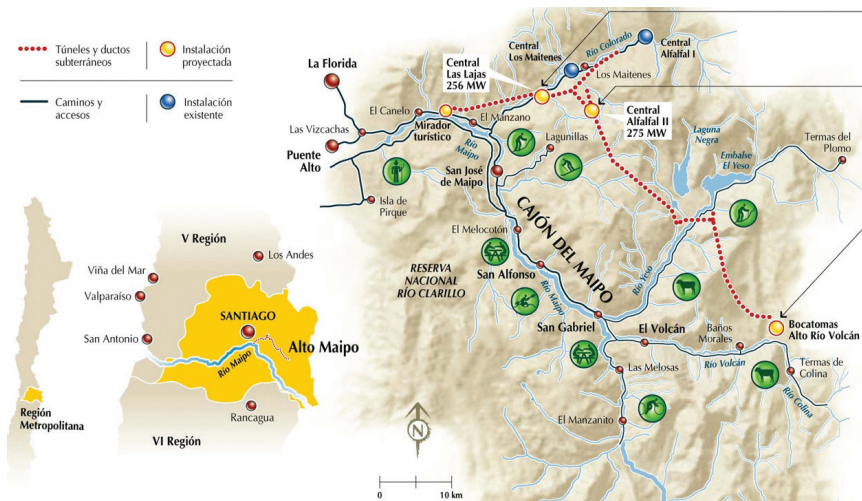 Túneles y ductos
subterráneos
Instalación
proyectada
Caminos y
accesos
Instalación
existente
La Florida
Las Vizcachas
Puente
Alto
Isla de
Pirque
El Canelo
Mirador
turístico
El Manzano
Río
Maipo
San José
de Maipo
Lagunillas
Central
Las Lajas
256 MW
Central
Los Maitenes
Río Colorado
Los Maitenes
Central
Alfalfal I
Central
Alfalfal II
275 MW
Laguna
Negra
Embalse
El Yeso
Termas del
Plomo
El Melocotón
CAJÓN DEL MAIPO
RESERVA
NACIONAL
RÍO CLARILLO
San Alfonso
Río Maipo
Río Yeso
San Gabriel
El Volcán
Baños
Morales
Bocatomas
Alto Río Volcán
Río Volcán
Termas de
Colina
Río Colina
Las Melosas
El Manzanito
N
0
10 km
V Región
Los Andes
Viña del Mar
Valparaíso
SANTIAGO
San Antonio
Alto Maipo
Río Maipo
Rancagua
VI Región
Región
Metropolitana